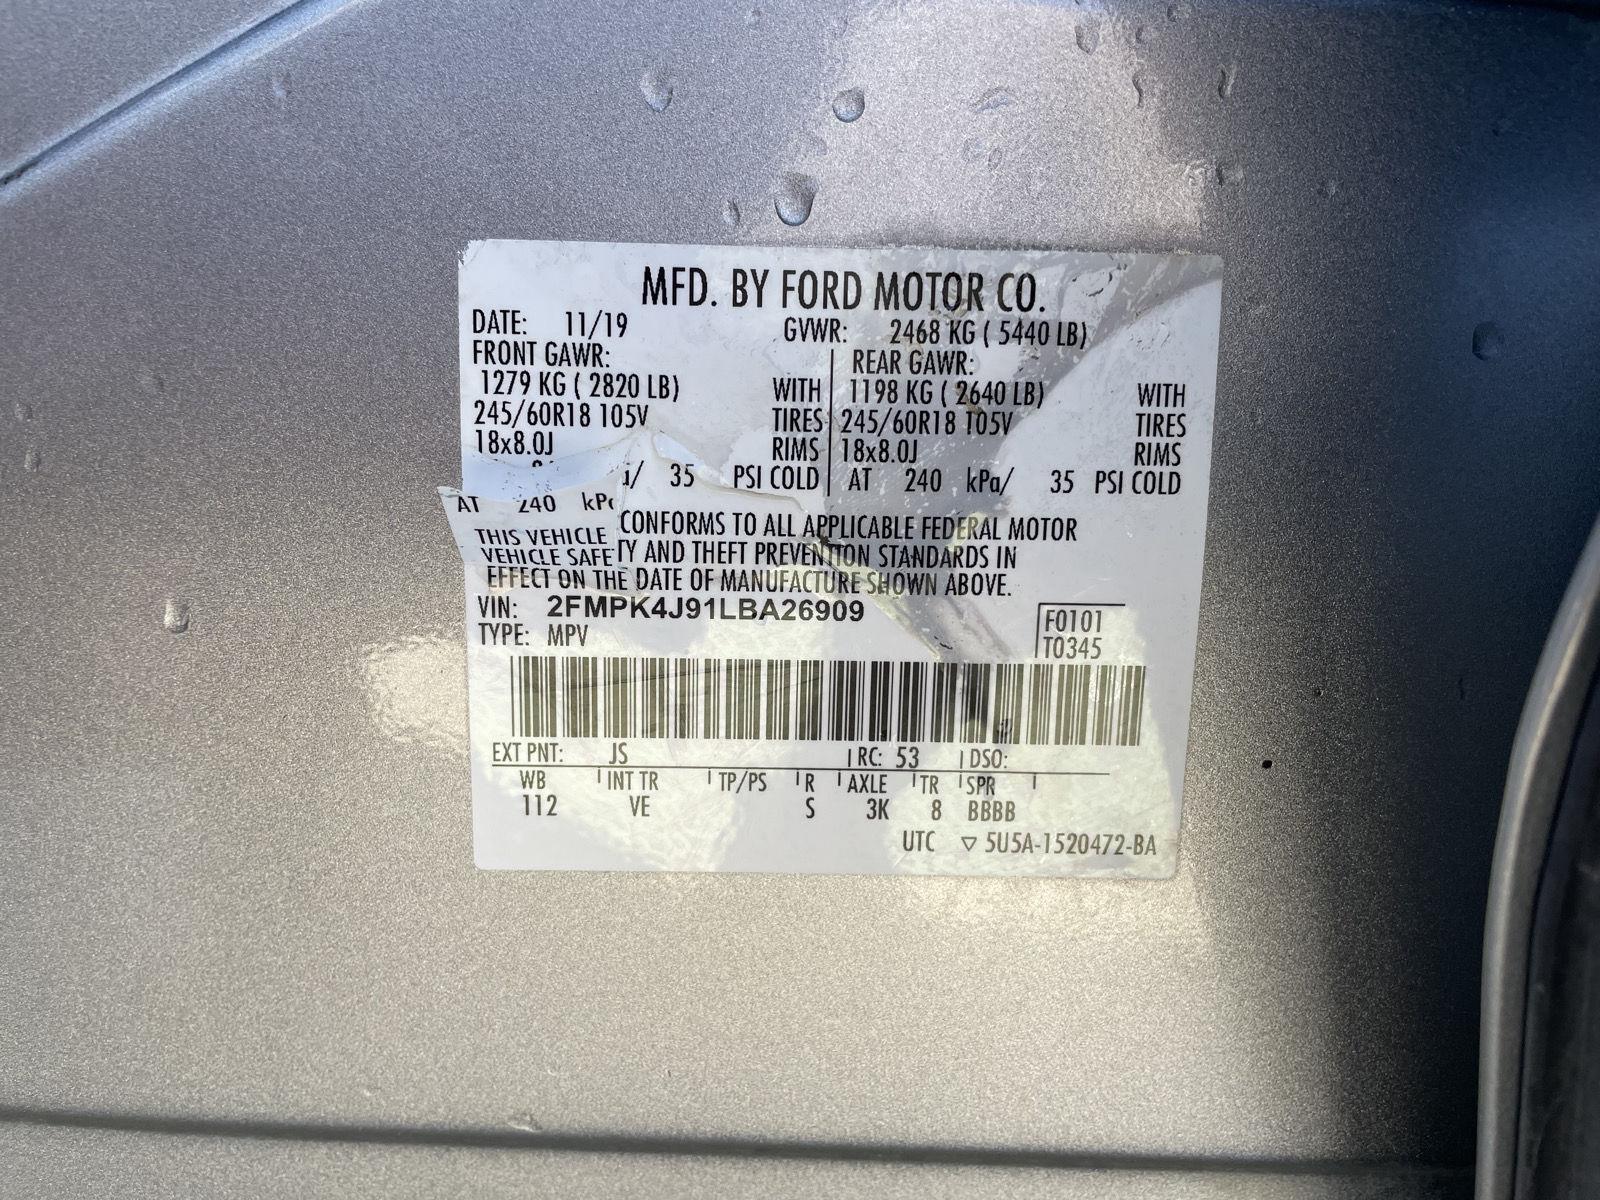 MFD. BY FORD MOTOR CO.
DATE: 11/19 GVWR: 2468 KG ( 5440 LB)
FRONT GAWR: REAR GAWR:
1279 KG ( 2820 LB) WITH 1198 KG ( 2640 LB) WITH
245/60R18 105V TIRES 245/60R18 105V TIRES
18x8.0J RIMS 18x8.0J RIMS
AT 240 kPa/ 35 PSI COLD AT 240 kPa/ 35 PSI COLD
THIS VEHICLE CONFORMS TO ALL APPLICABLE FEDERAL MOTOR
VEHICLE SAFETY AND THEFT PREVENTION STANDARDS IN
EFFECT ON THE DATE OF MANUFACTURE SHOWN ABOVE.
VIN: 2FMPK4J91LBA26909 F0101
TYPE: MPV T0345
EXT PNT: JS RC: 53 DSO:
WB INT TR TP/PS R AXLE TR SPR
112 VE S 3K 8 BBBB
UTC ▽ 5U5A-1520472-BA